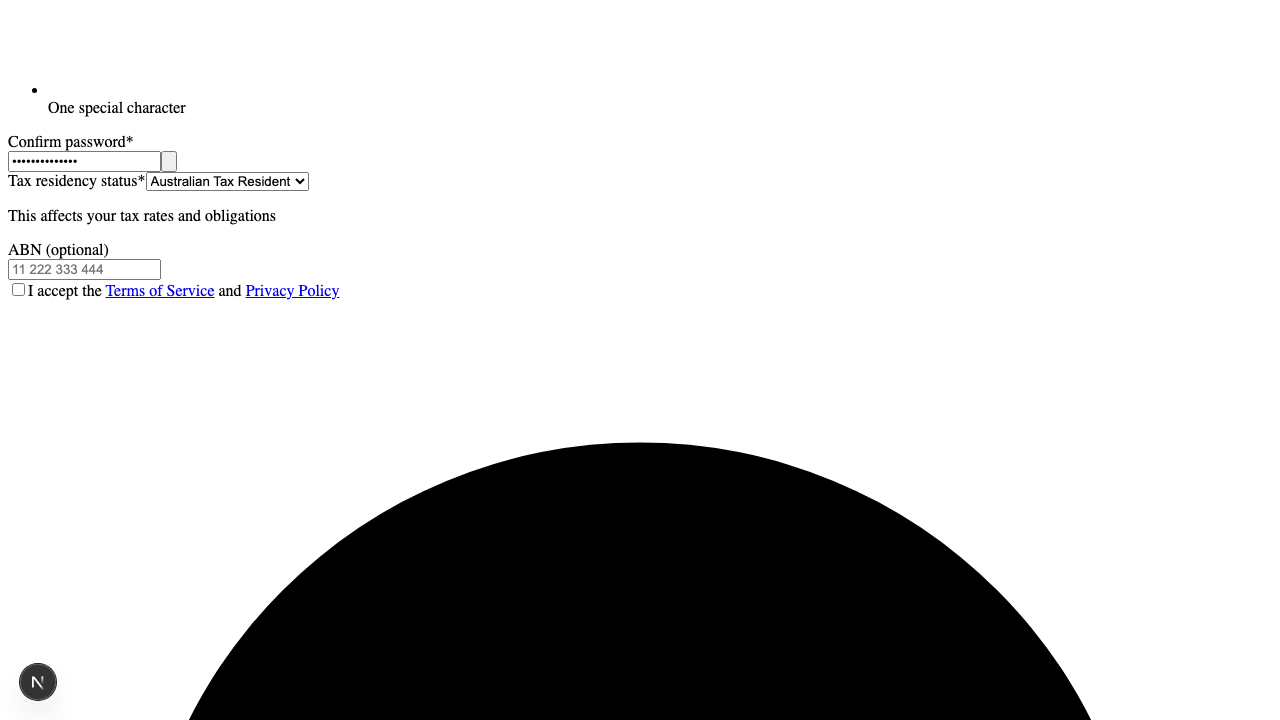 One special character
Confirm password*
••••••••••••••
Tax residency status* Australian Tax Resident
This affects your tax rates and obligations
ABN (optional)
11 222 333 444
I accept the Terms of Service and Privacy Policy
N